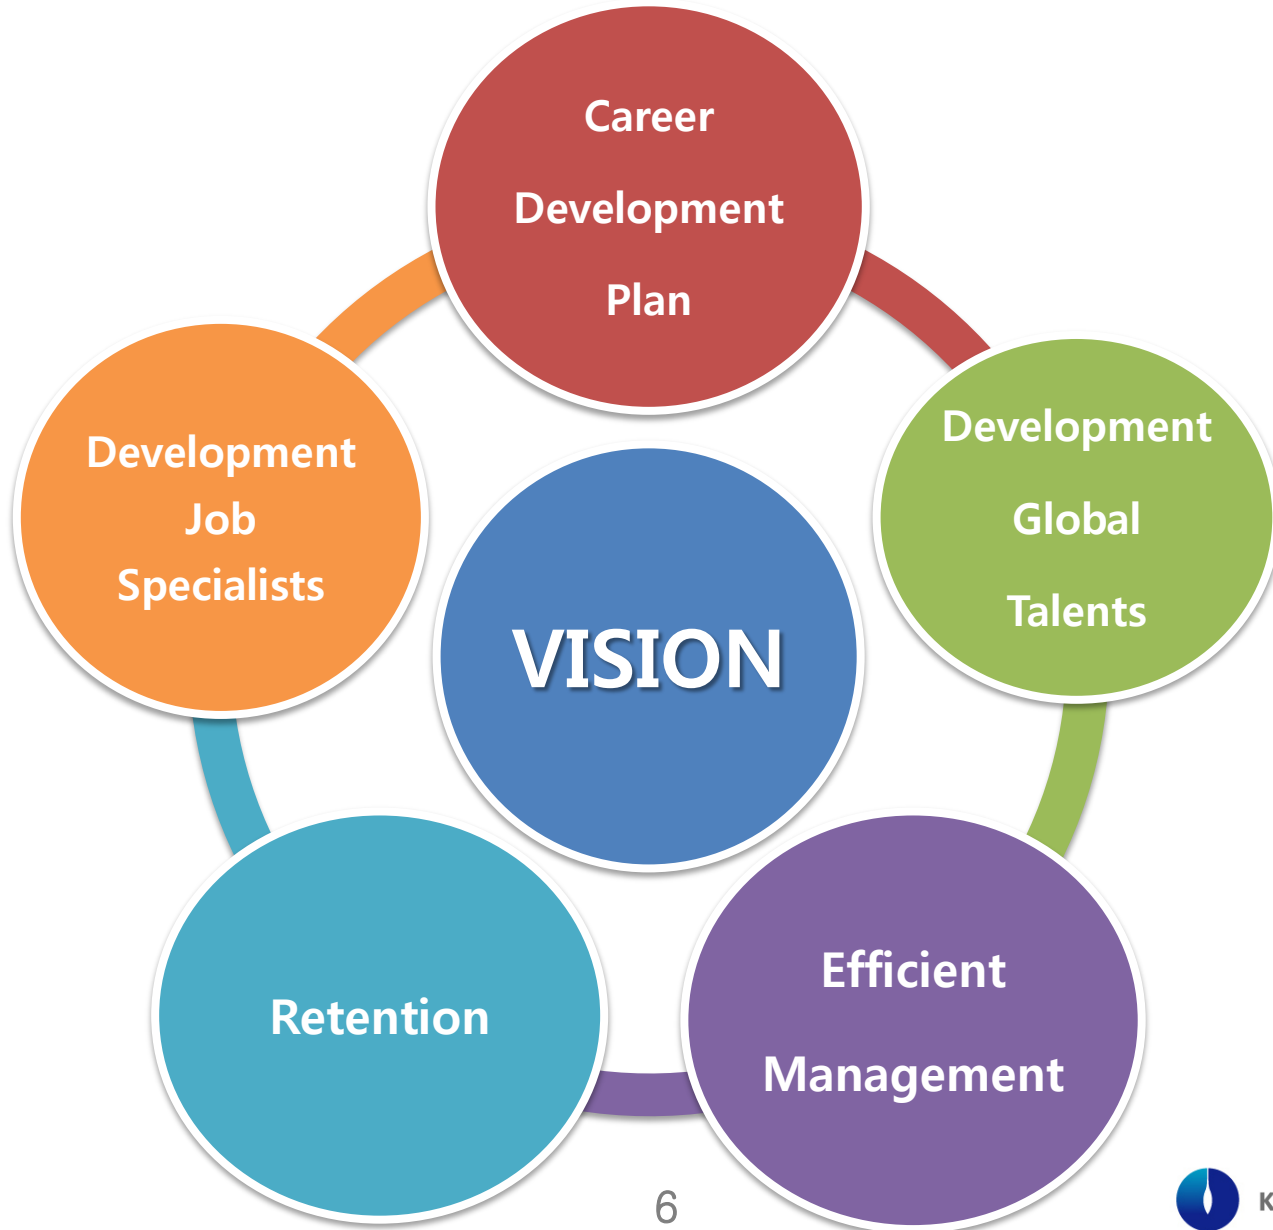 Career
Development
Plan
Development
Job
Specialists
Development
Global
Talents
VISION
Retention
Efficient
Management
6
K